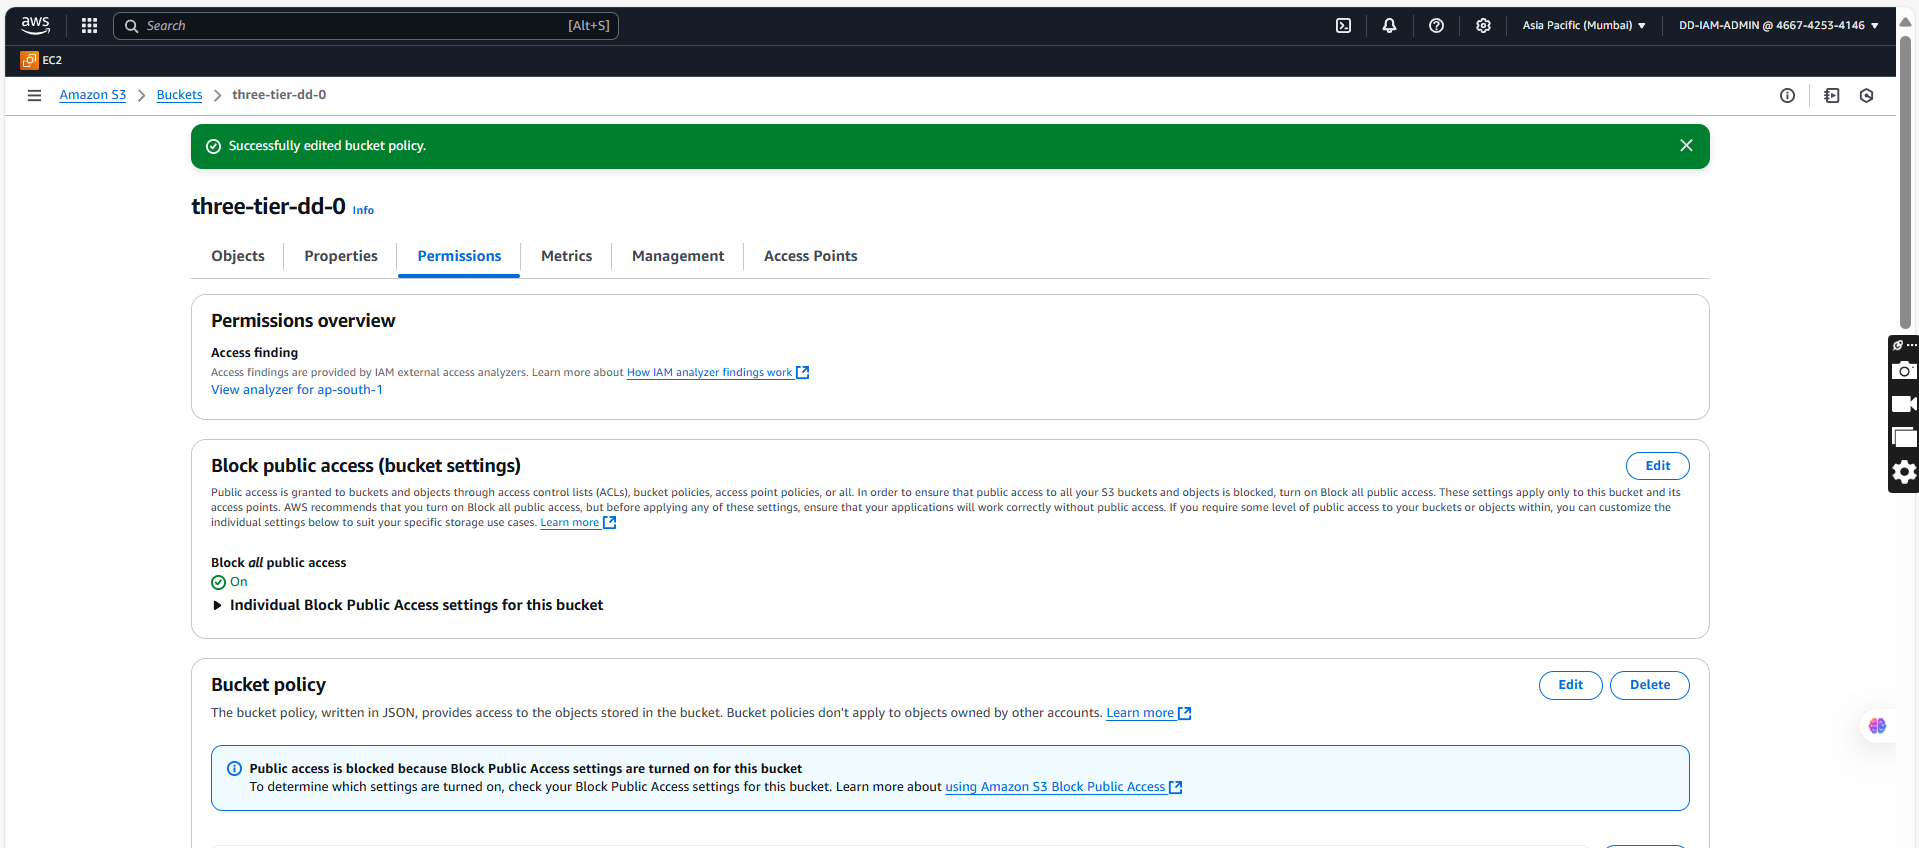 aws
Search
[Alt+S]
Asia Pacific (Mumbai)
DD-IAM-ADMIN @ 4667-4253-4146
EC2
Amazon S3
Buckets
three-tier-dd-0
Successfully edited bucket policy.
three-tier-dd-0 Info
Objects
Properties
Permissions
Metrics
Management
Access Points
Permissions overview
Access finding
Access findings are provided by IAM external access analyzers. Learn more about How IAM analyzer findings work
View analyzer for ap-south-1
Block public access (bucket settings)
Edit
Public access is granted to buckets and objects through access control lists (ACLs), bucket policies, access point policies, or all. In order to ensure that public access to all your S3 buckets and objects is blocked, turn on Block all public access. These settings apply only to this bucket and its
access points. AWS recommends that you turn on Block all public access, but before applying any of these settings, ensure that your applications will work correctly without public access. If you require some level of public access to your buckets or objects within, you can customize the
individual settings below to suit your specific storage use cases. Learn more
Block all public access
On
Individual Block Public Access settings for this bucket
Bucket policy
Edit
Delete
The bucket policy, written in JSON, provides access to the objects stored in the bucket. Bucket policies don't apply to objects owned by other accounts. Learn more
Public access is blocked because Block Public Access settings are turned on for this bucket
To determine which settings are turned on, check your Block Public Access settings for this bucket. Learn more about using Amazon S3 Block Public Access